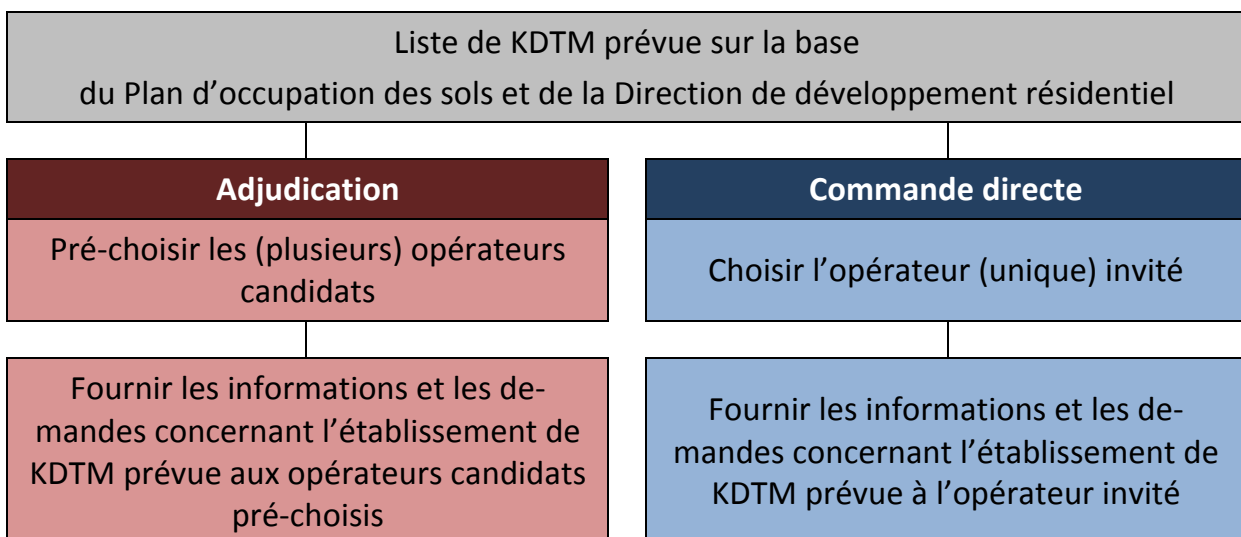 Liste de KDTM prévue sur la base
du Plan d’occupation des sols et de la Direction de développement résidentiel
Adjudication
Pré-choisir les (plusieurs) opérateurs
candidats
Fournir les informations et les de-
mandes concernant l’établissement de
KDTM prévue aux opérateurs candidats
pré-choisis
Commande directe
Choisir l’opérateur (unique) invité
Fournir les informations et les de-
mandes concernant l’établissement de
KDTM prévue à l’opérateur invité